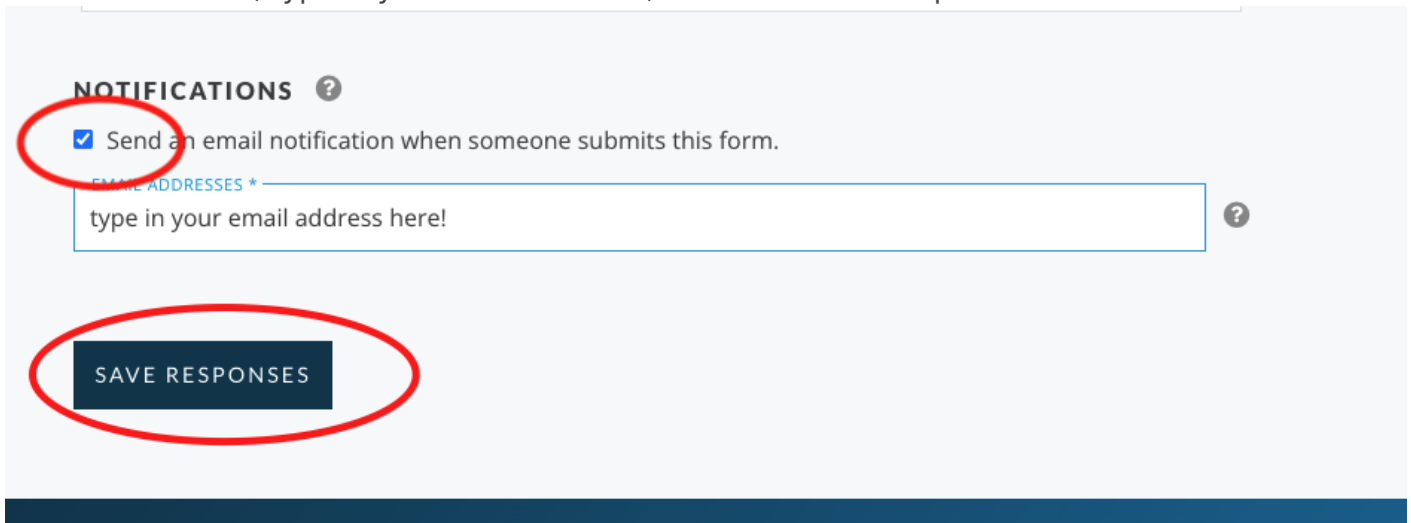 NOTIFICATIONS ?
Send an email notification when someone submits this form.
EMAIL ADDRESSES *
type in your email address here!
?
SAVE RESPONSES